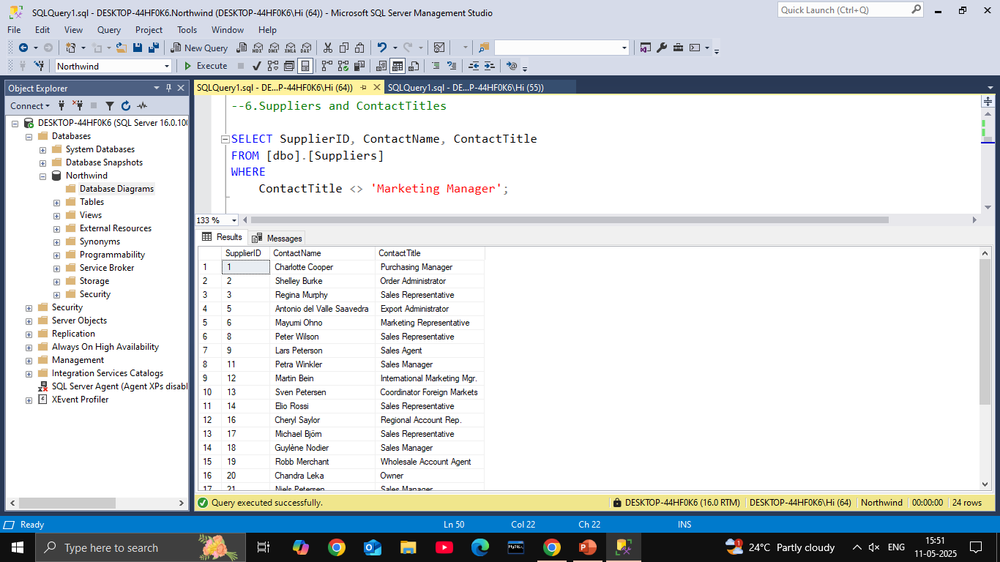 SQLQuery1.sql - DESKTOP-44HF0K6.Northwind (DESKTOP-44HF0K6\Hi (64)) - Microsoft SQL Server Management Studio
Quick Launch (Ctrl+Q)
File Edit View Query Project Tools Window Help
New Query MDX DMX XMLA DAX
Northwind Execute
Object Explorer
Connect
DESKTOP-44HF0K6 (SQL Server 16.0.100
Databases
System Databases
Database Snapshots
Northwind
Database Diagrams
Tables
Views
External Resources
Synonyms
Programmability
Service Broker
Storage
Security
Security
Server Objects
Replication
Always On High Availability
Management
Integration Services Catalogs
SQL Server Agent (Agent XPs disabl
XEvent Profiler
SQLQuery1.sql - DE...P-44HF0K6\Hi (64)) SQLQuery1.sql - DE...P-44HF0K6\Hi (55))
--6.Suppliers and ContactTitles
SELECT SupplierID, ContactName, ContactTitle
FROM [dbo].[Suppliers]
WHERE
ContactTitle <> 'Marketing Manager';
133 %
Results Messages
SupplierID ContactName ContactTitle
1 1 Charlotte Cooper Purchasing Manager
2 2 Shelley Burke Order Administrator
3 3 Regina Murphy Sales Representative
4 5 Antonio del Valle Saavedra Export Administrator
5 6 Mayumi Ohno Marketing Representative
6 8 Peter Wilson Sales Representative
7 9 Lars Peterson Sales Agent
8 11 Petra Winkler Sales Manager
9 12 Martin Bein International Marketing Mgr.
10 13 Sven Petersen Coordinator Foreign Markets
11 14 Elio Rossi Sales Representative
12 16 Cheryl Saylor Regional Account Rep.
13 17 Michael Björn Sales Representative
14 18 Guylène Nodier Sales Manager
15 19 Robb Merchant Wholesale Account Agent
16 20 Chandra Leka Owner
17 21 Niels Petersen Sales Manager
Query executed successfully. DESKTOP-44HF0K6 (16.0 RTM) DESKTOP-44HF0K6\Hi (64) Northwind 00:00:00 24 rows
Ready Ln 50 Col 22 Ch 22 INS
Type here to search MySQL 1 24°C Partly cloudy ENG 15:51
11-05-2025